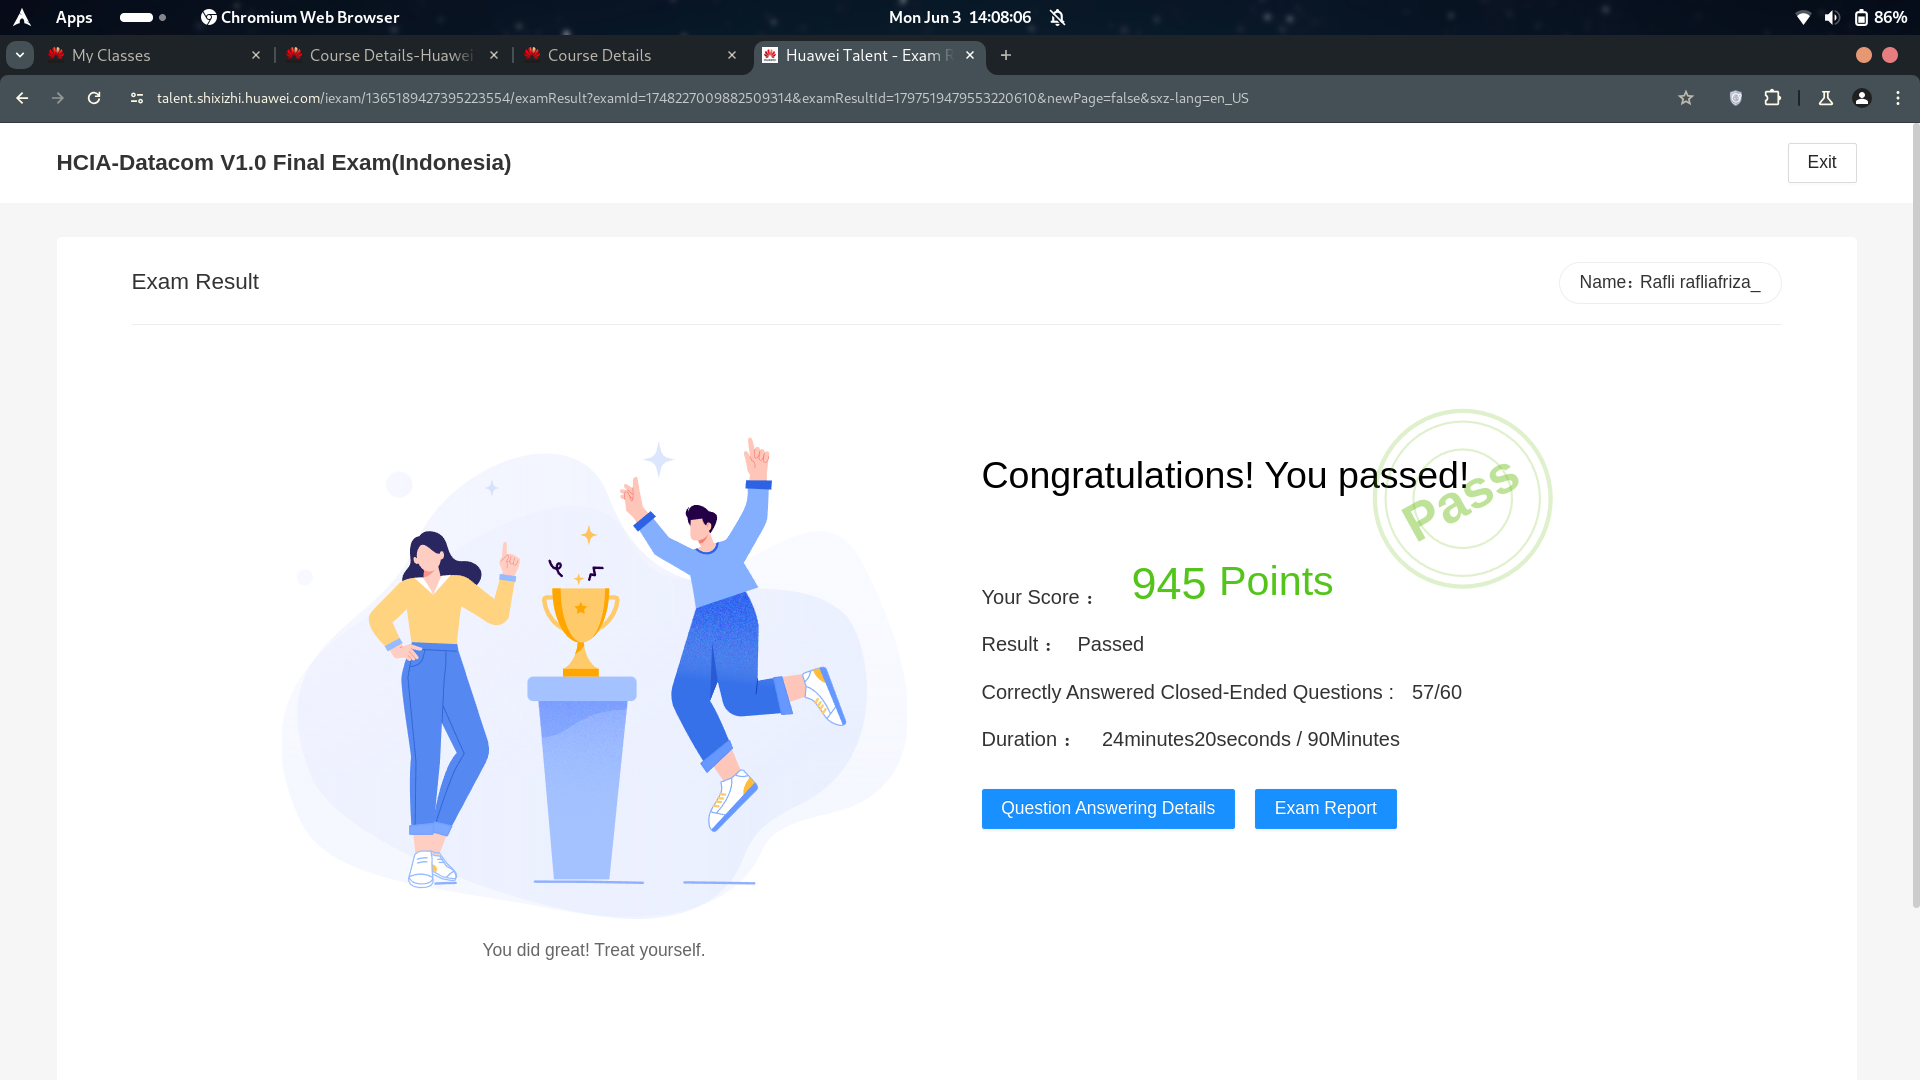 Apps
Chromium Web Browser
Mon Jun 3 14:08:06
86%
My Classes
Course Details-Huawei
Course Details
Huawei Talent - Exam R
talent.shixizhi.huawei.com/iexam/1365189427395223554/examResult?examId=1748227009882509314&examResultId=1797519479553220610&newPage=false&sxz-lang=en_US
HCIA-Datacom V1.0 Final Exam(Indonesia)
Exit
Exam Result
Name：Rafli rafliafriza_
Congratulations! You passed!
Pass
Your Score： 945 Points
Result： Passed
Correctly Answered Closed-Ended Questions : 57/60
Duration： 24minutes20seconds / 90Minutes
Question Answering Details
Exam Report
You did great! Treat yourself.